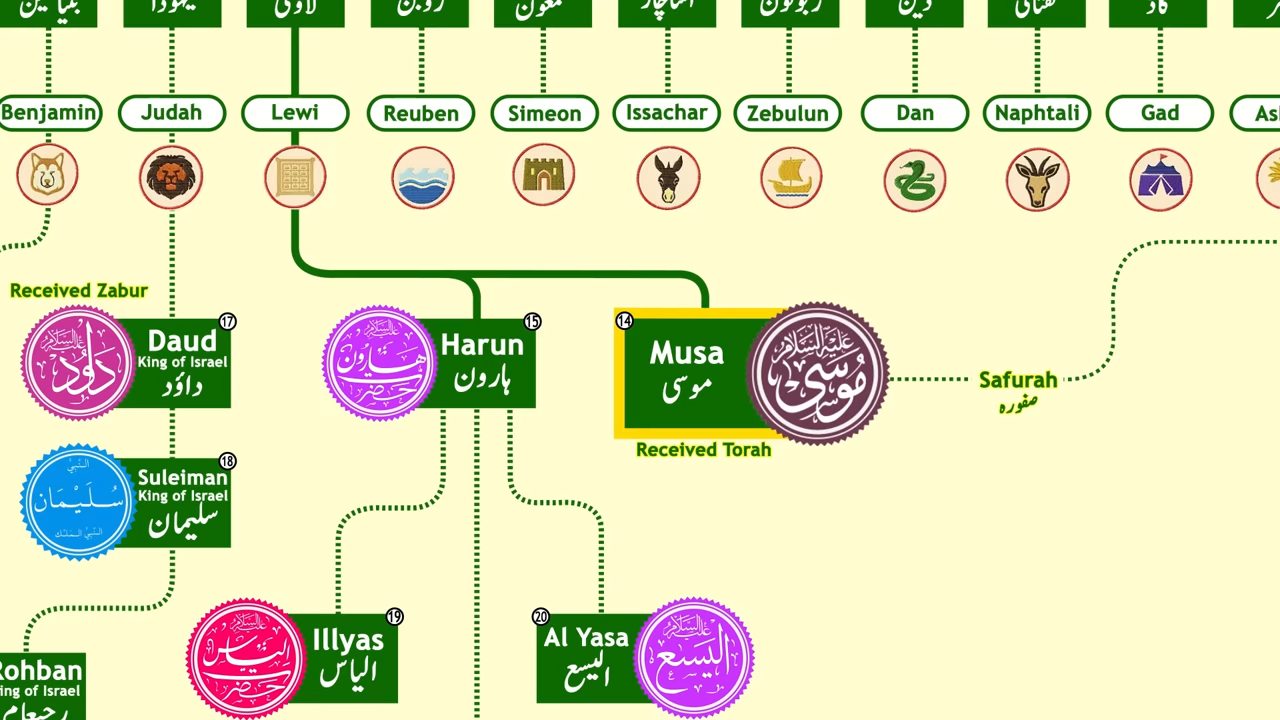 Benjamin
Judah
Lewi
Reuben
Simeon
Issachar
Zebulun
Dan
Naphtali
Gad
Received Zabur
17
Daud
King of Israel
داؤد
15
Harun
ہارون
14
Musa
موسی
Received Torah
Safurah
صفورہ
18
Suleiman
King of Israel
سلیمان
19
Illyas
الیاس
20
Al Yasa
الیسع
Rohban
King of Israel
رحبعام